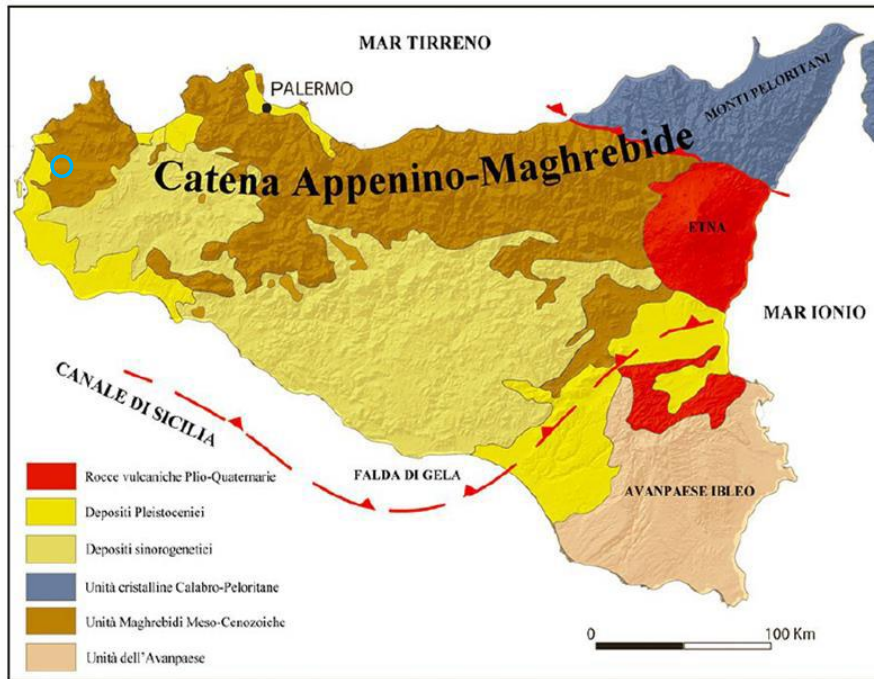 MAR TIRRENO
PALERMO
MONTI PELORITANI
Catena Appenino-Maghrebide
ETNA
MAR IONIO
CANALE DI SICILIA
FALDA DI GELA
AVANPAESE IBLEO
Rocce vulcaniche Plio-Quaternarie
Depositi Pleistocenici
Depositi sinorogenetici
Unità cristalline Calabro-Peloritane
Unità Maghrebidi Meso-Cenozoiche
Unità dell'Avanpaese
0 100 Km